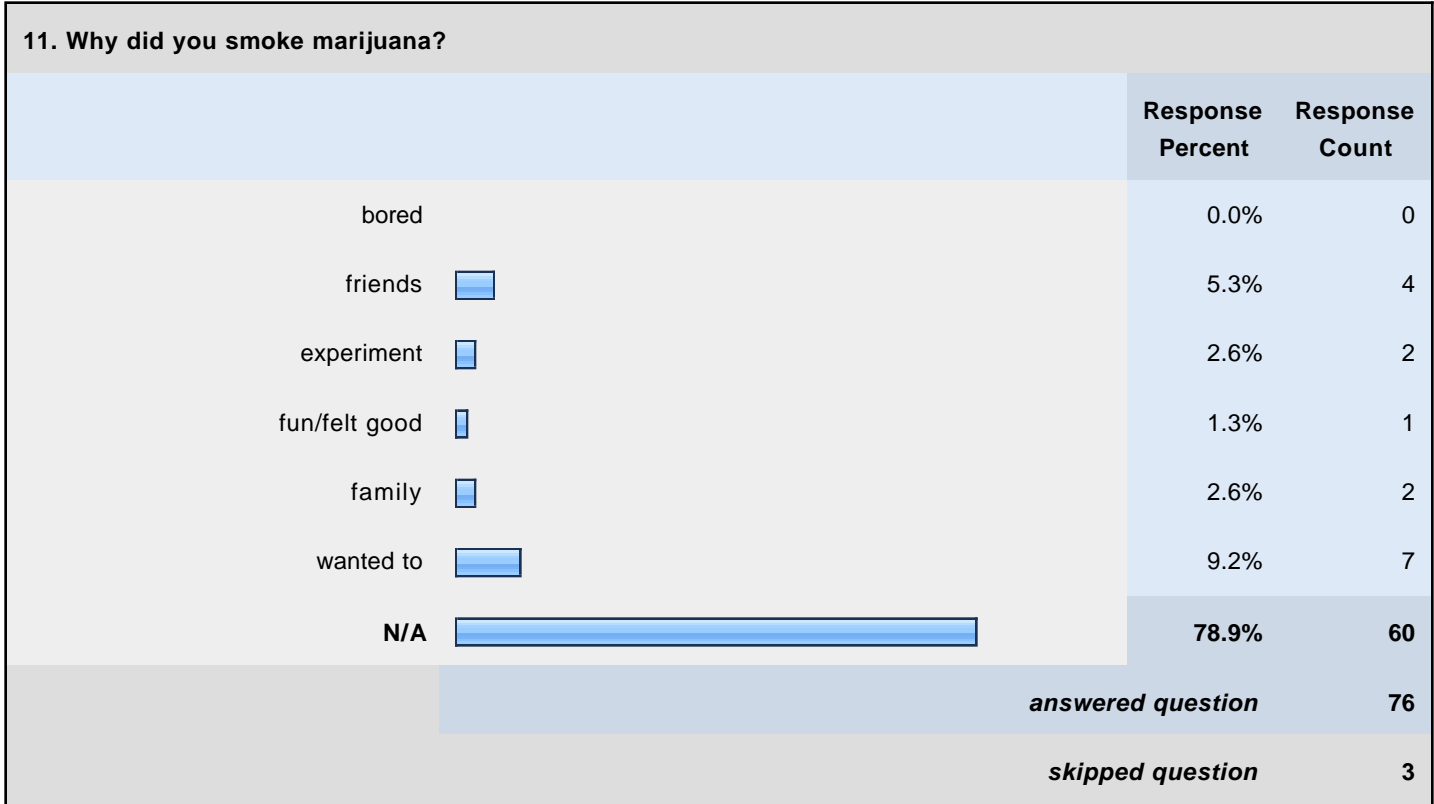 11. Why did you smoke marijuana?
Response Percent Response Count
bored 0.0% 0
friends 5.3% 4
experiment 2.6% 2
fun/felt good 1.3% 1
family 2.6% 2
wanted to 9.2% 7
N/A 78.9% 60
answered question 76
skipped question 3